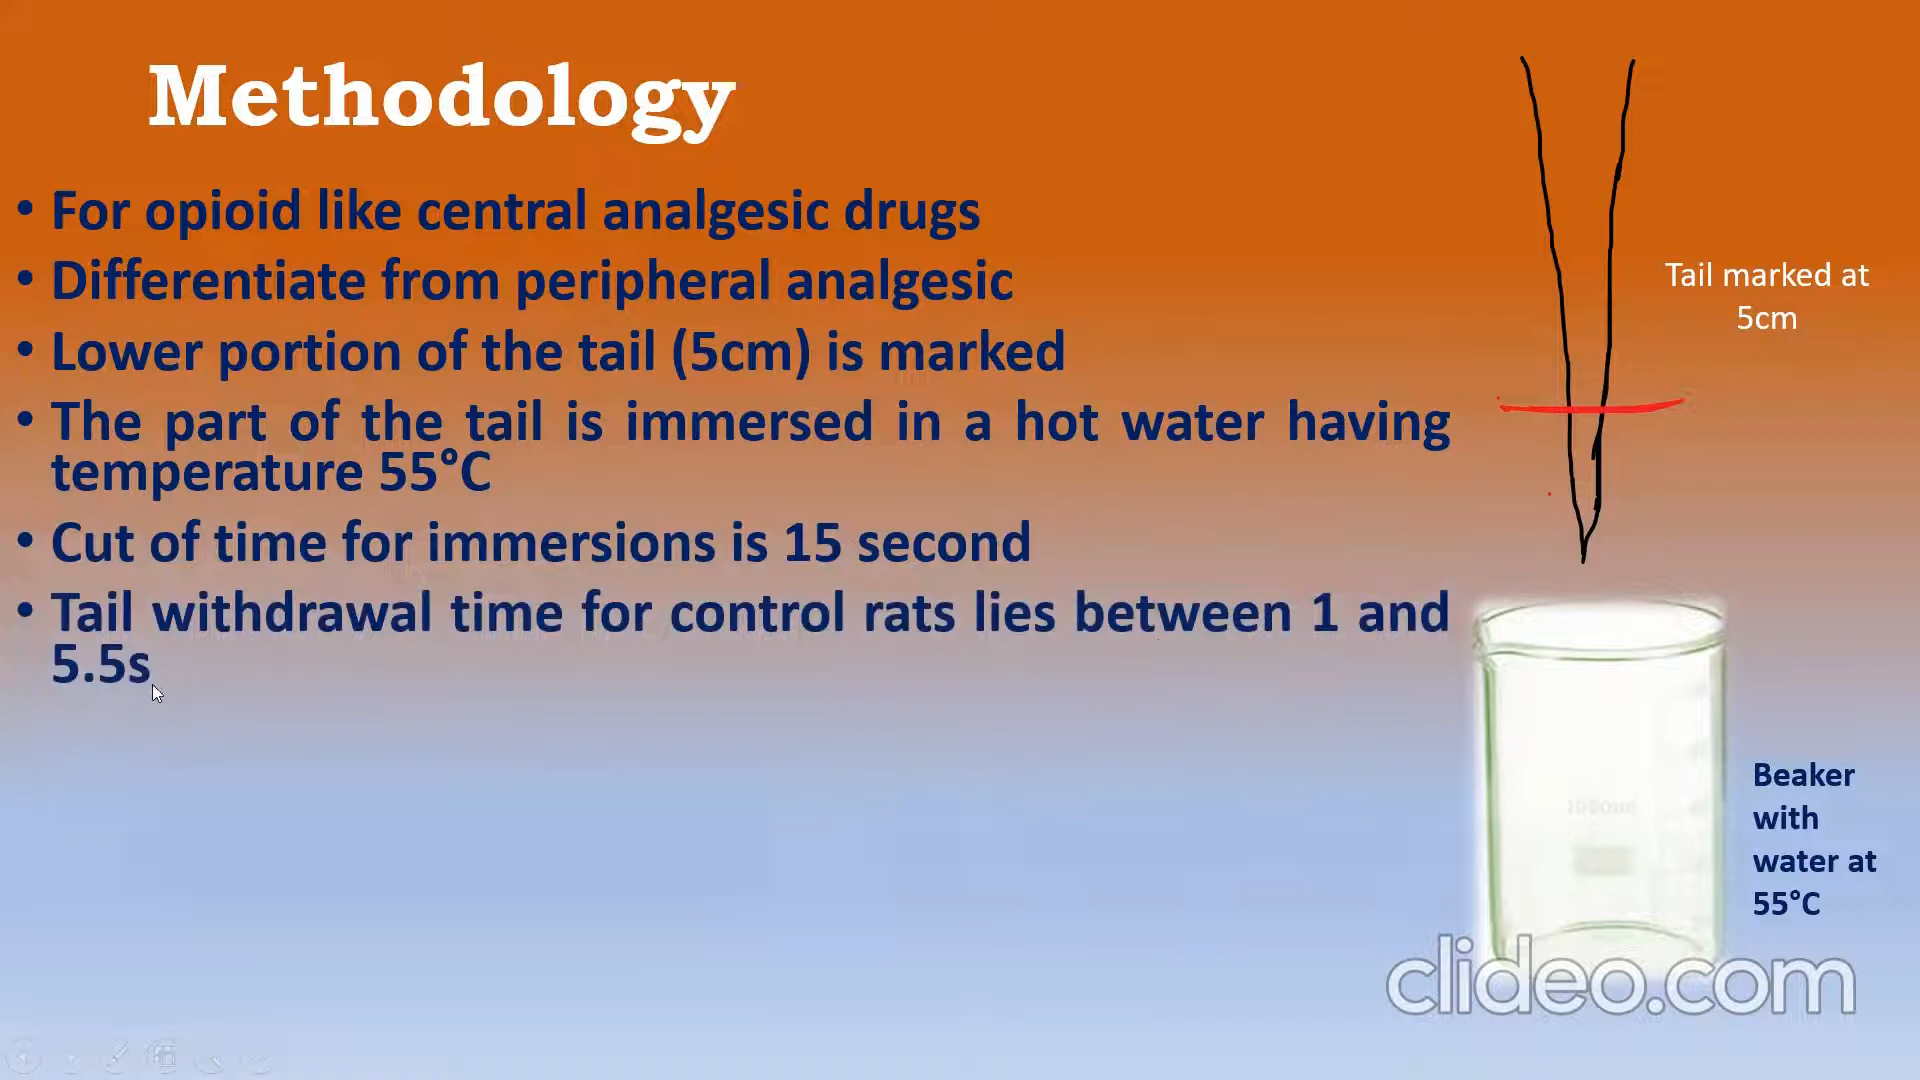 Methodology
• For opioid like central analgesic drugs
• Differentiate from peripheral analgesic
• Lower portion of the tail (5cm) is marked
• The part of the tail is immersed in a hot water having
temperature 55°C
• Cut of time for immersions is 15 second
• Tail withdrawal time for control rats lies between 1 and
5.5s
Tail marked at
5cm
Beaker
with
water at
55°C
clideo.com